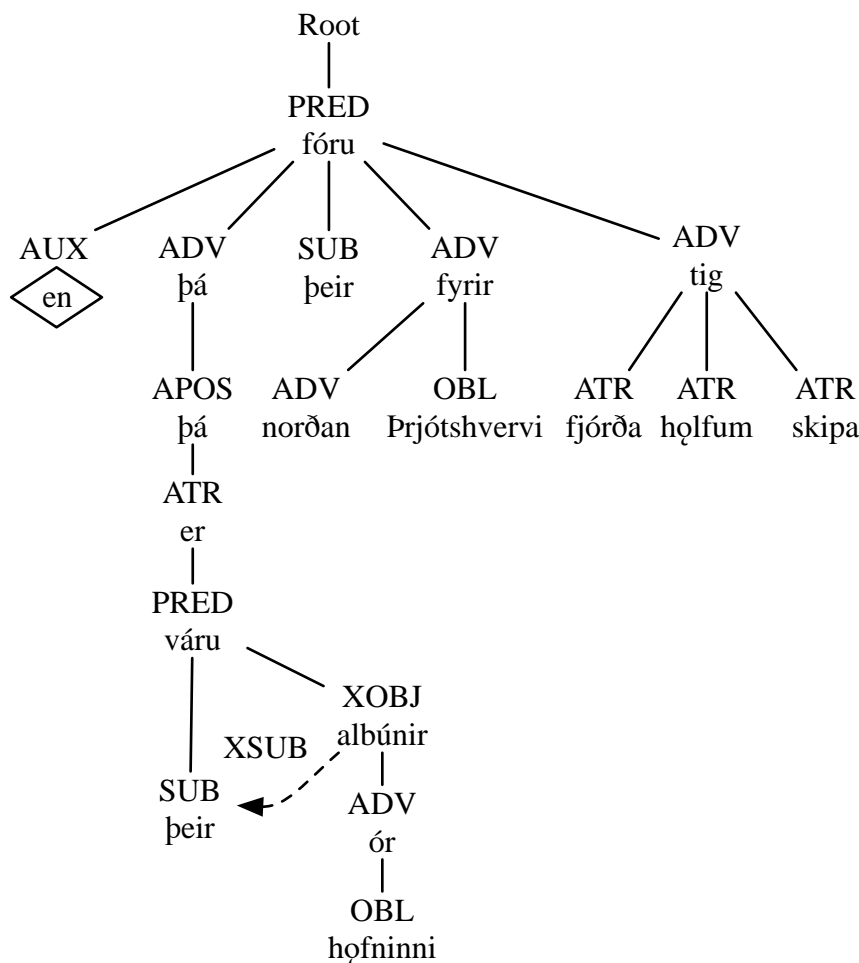 Root
PRED
fóru
AUX ADV SUB ADV ADV
en þá þeir fyrir tig
APOS ADV OBL ATR ATR ATR
þá norðan Þrjótshvervi fjórða hǫlfum skipa
ATR
er
PRED
váru
XOBJ
albúnir
XSUB
SUB ADV
þeir ór
OBL
hǫfninni